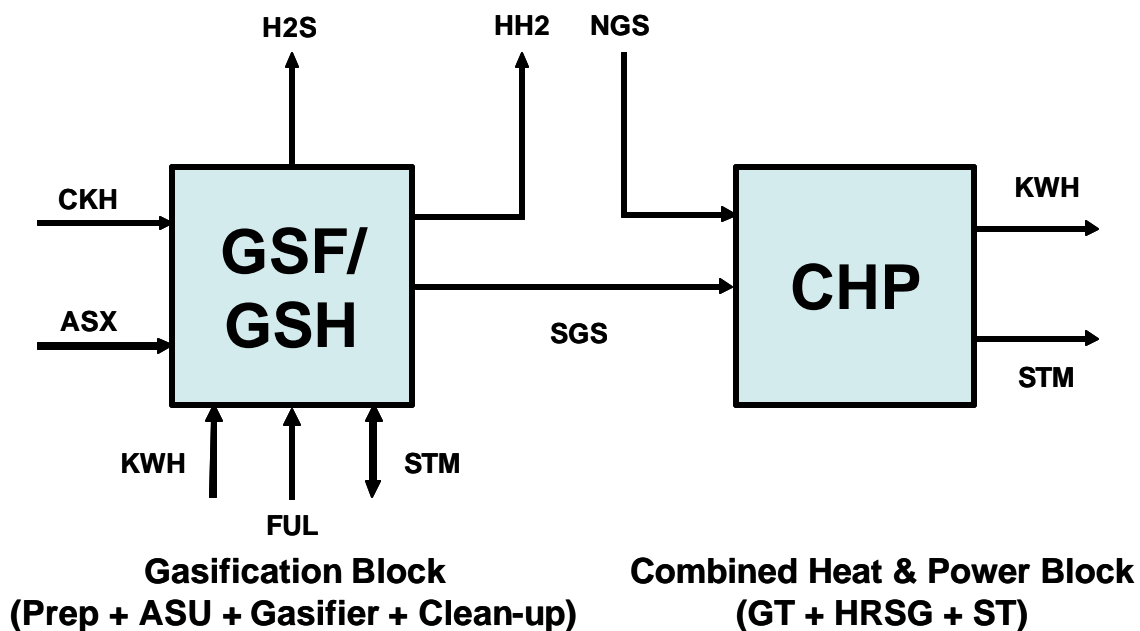 H2S
HH2
NGS
CKH
ASX
GSF/
GSH
SGS
CHP
KWH
STM
KWH
STM
FUL
Gasification Block
(Prep + ASU + Gasifier + Clean-up)
Combined Heat & Power Block
(GT + HRSG + ST)